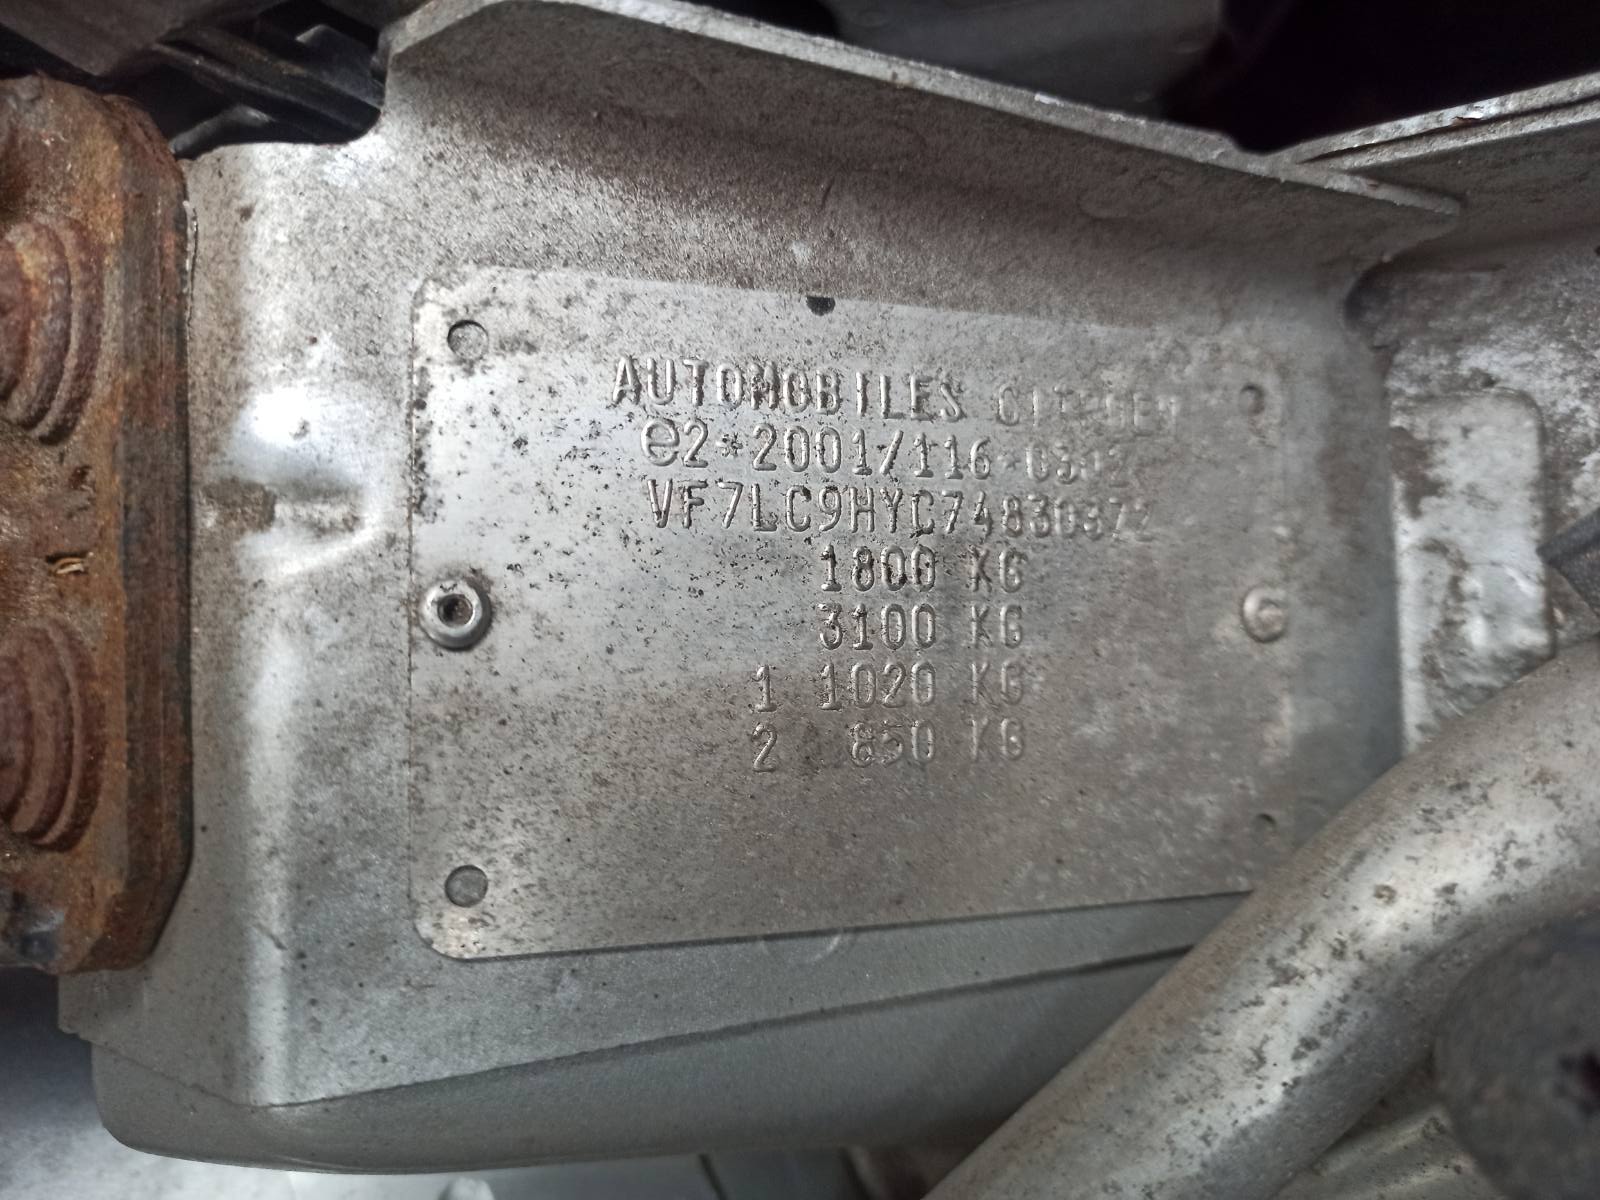 AUTOMOBILES CITROEN
e2*2001/116*
VF7LC9HYC74830372
1800 KG
3100 KG
1 1020 KG
2 850 KG